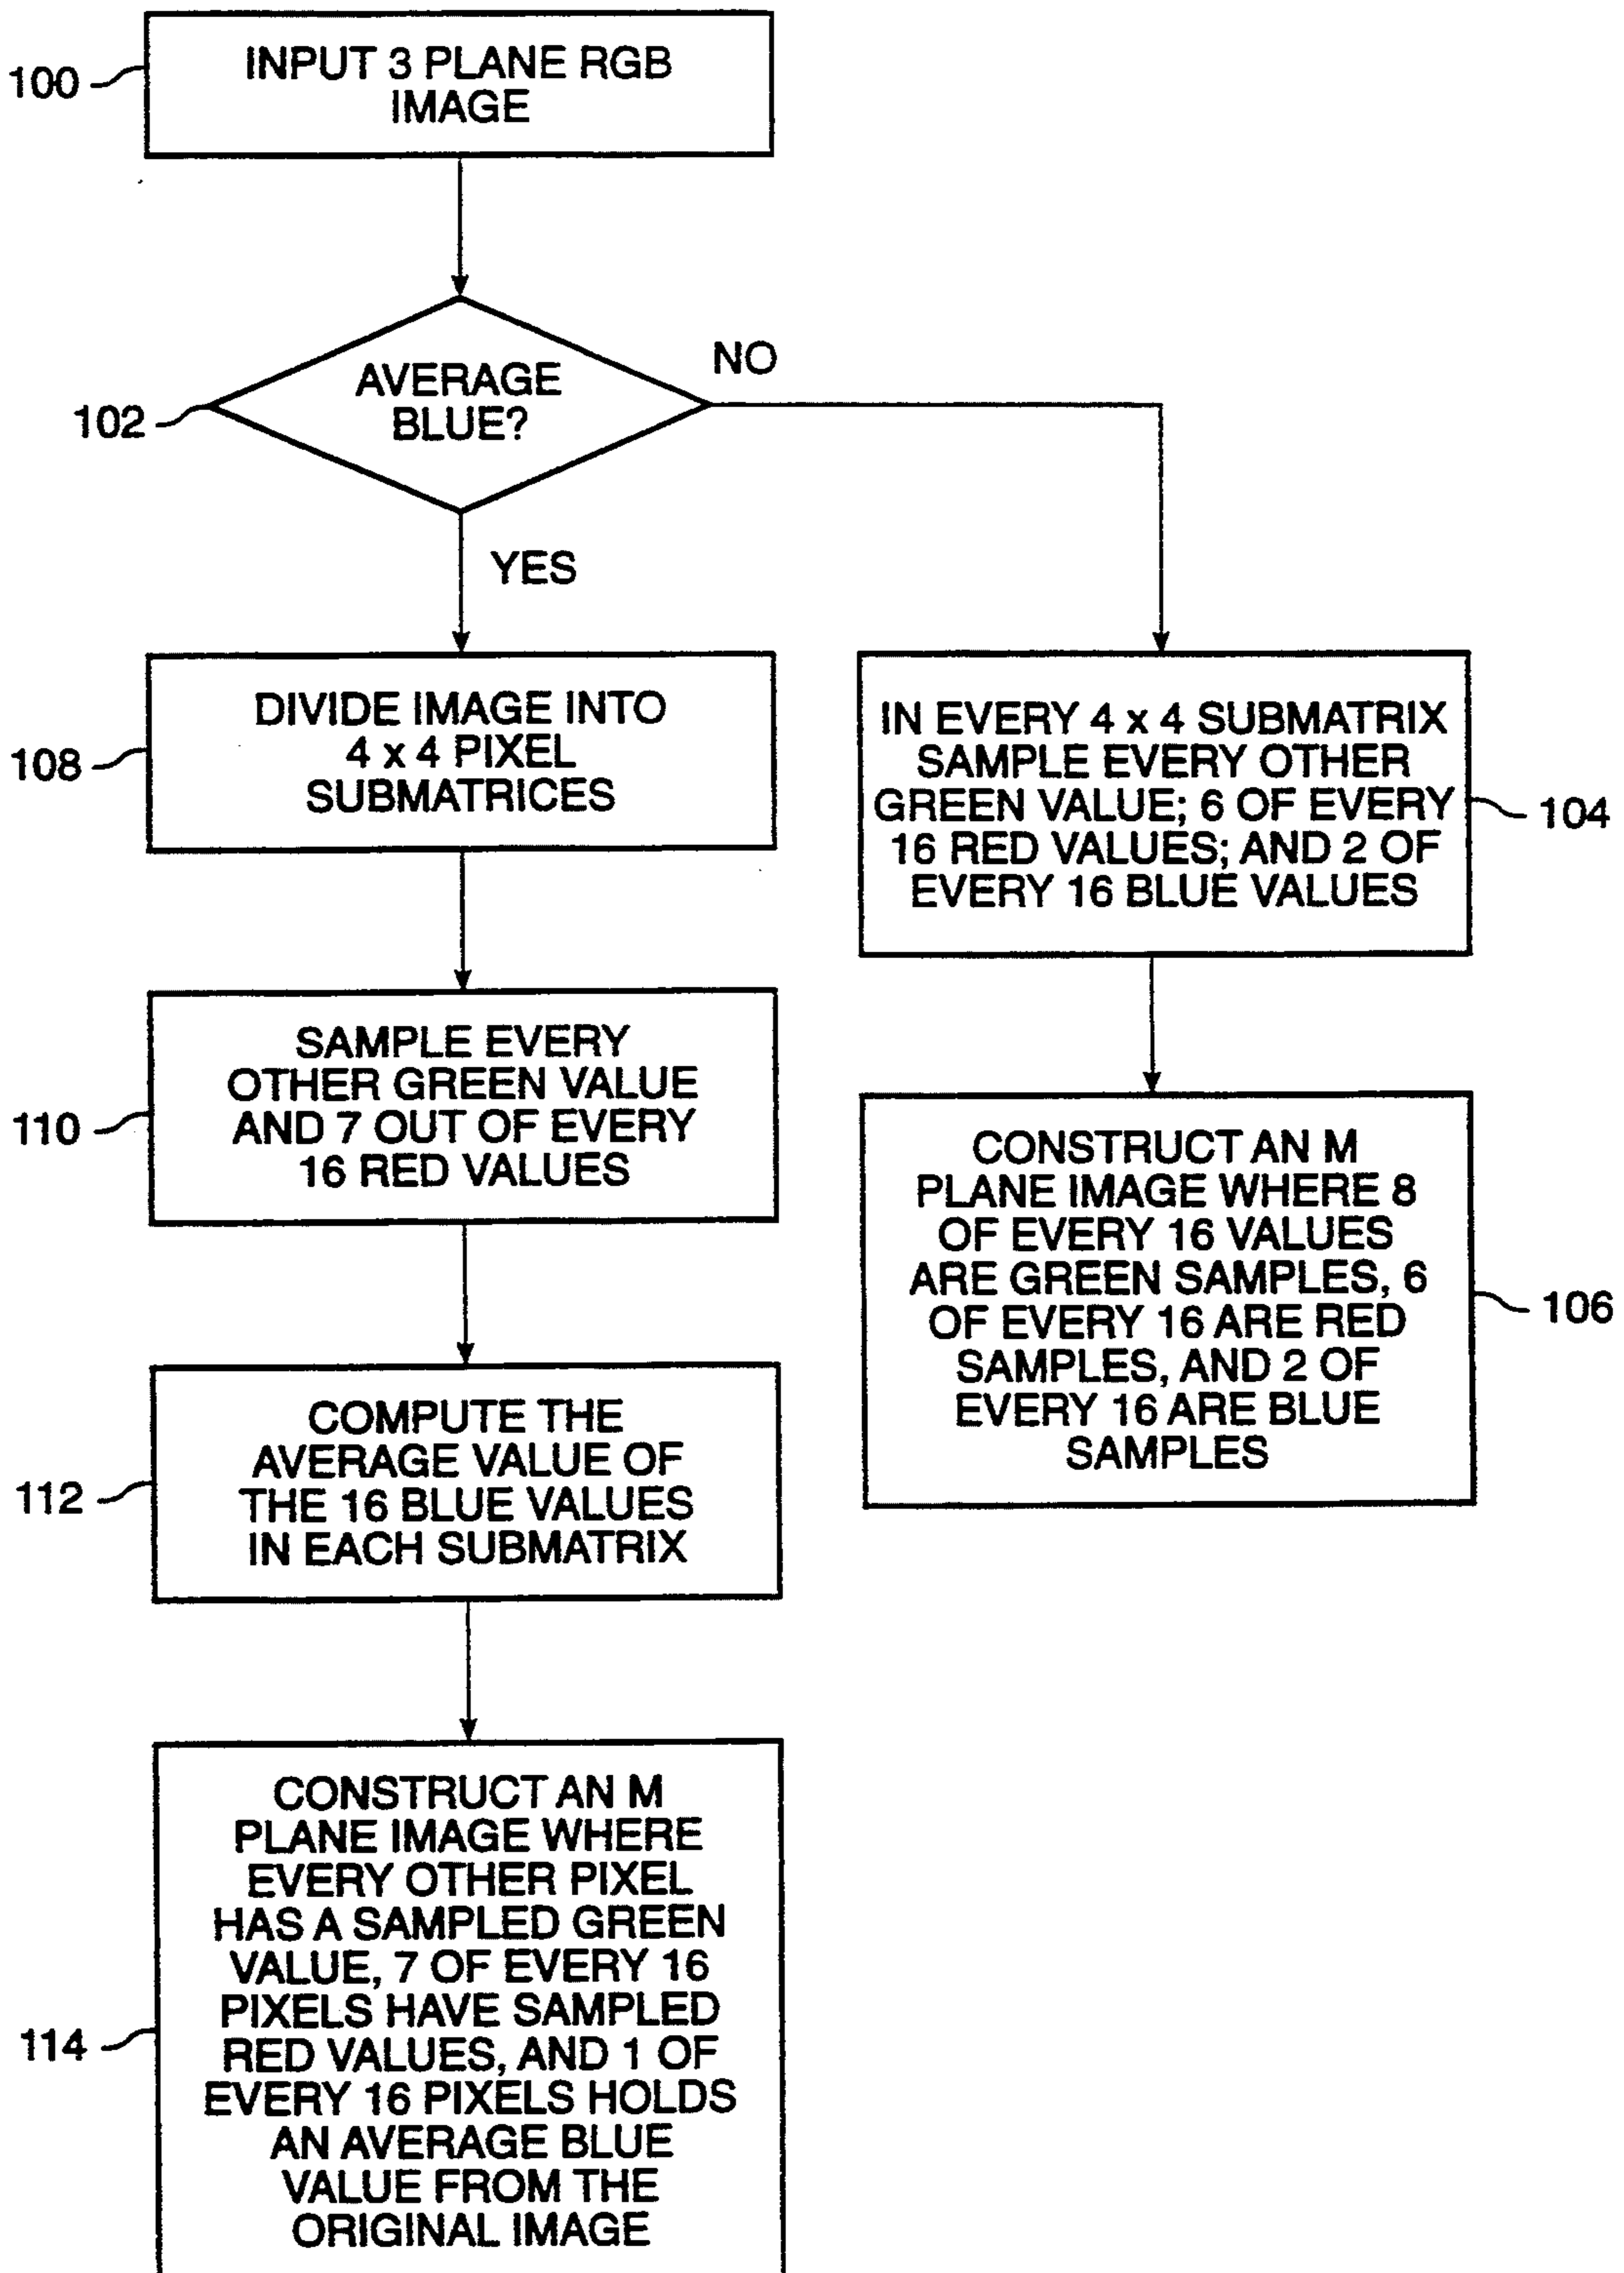 100
INPUT 3 PLANE RGB
IMAGE
102
AVERAGE
BLUE?
NO
YES
108
DIVIDE IMAGE INTO
4 x 4 PIXEL
SUBMATRICES
IN EVERY 4 x 4 SUBMATRIX
SAMPLE EVERY OTHER
GREEN VALUE; 6 OF EVERY
16 RED VALUES; AND 2 OF
EVERY 16 BLUE VALUES
104
110
SAMPLE EVERY
OTHER GREEN VALUE
AND 7 OUT OF EVERY
16 RED VALUES
CONSTRUCT AN M
PLANE IMAGE WHERE 8
OF EVERY 16 VALUES
ARE GREEN SAMPLES, 6
OF EVERY 16 ARE RED
SAMPLES, AND 2 OF
EVERY 16 ARE BLUE
SAMPLES
106
112
COMPUTE THE
AVERAGE VALUE OF
THE 16 BLUE VALUES
IN EACH SUBMATRIX
114
CONSTRUCT AN M
PLANE IMAGE WHERE
EVERY OTHER PIXEL
HAS A SAMPLED GREEN
VALUE, 7 OF EVERY 16
PIXELS HAVE SAMPLED
RED VALUES, AND 1 OF
EVERY 16 PIXELS HOLDS
AN AVERAGE BLUE
VALUE FROM THE
ORIGINAL IMAGE